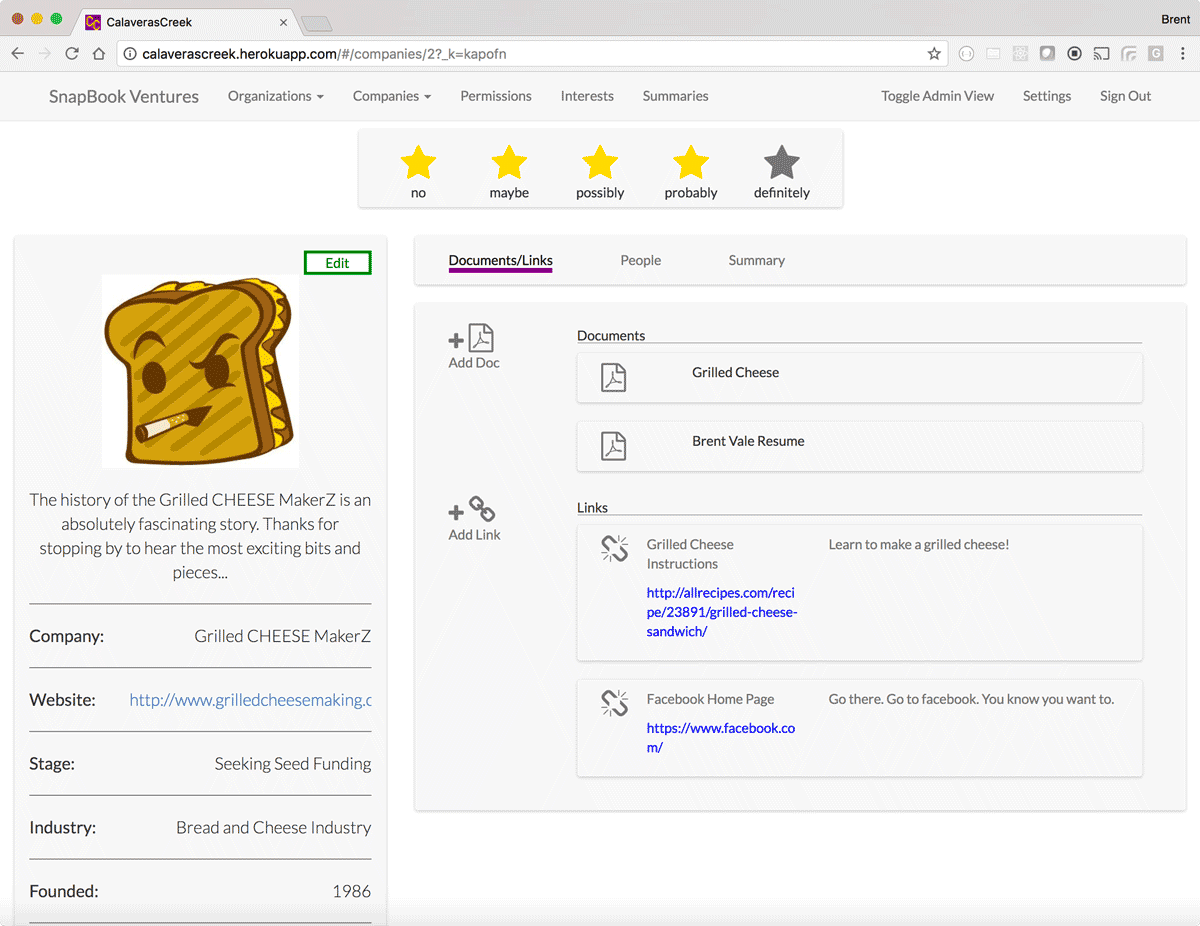 CalaverasCreek
Brent
calaverascreek.herokuapp.com/#/companies/2?_k=kapofn
SnapBook Ventures Organizations Companies Permissions Interests Summaries Toggle Admin View Settings Sign Out
no maybe possibly probably definitely
Edit
The history of the Grilled CHEESE MakerZ is an
absolutely fascinating story. Thanks for
stopping by to hear the most exciting bits and
pieces...
Company: Grilled CHEESE MakerZ
Website: http://www.grilledcheesemaking.c
Stage: Seeking Seed Funding
Industry: Bread and Cheese Industry
Founded: 1986
Documents/Links People Summary
Add Doc
Documents
Grilled Cheese
Brent Vale Resume
Add Link
Links
Grilled Cheese
Instructions
http://allrecipes.com/reci
pe/23891/grilled-cheese-
sandwich/
Learn to make a grilled cheese!
Facebook Home Page
https://www.facebook.co
m/
Go there. Go to facebook. You know you want to.